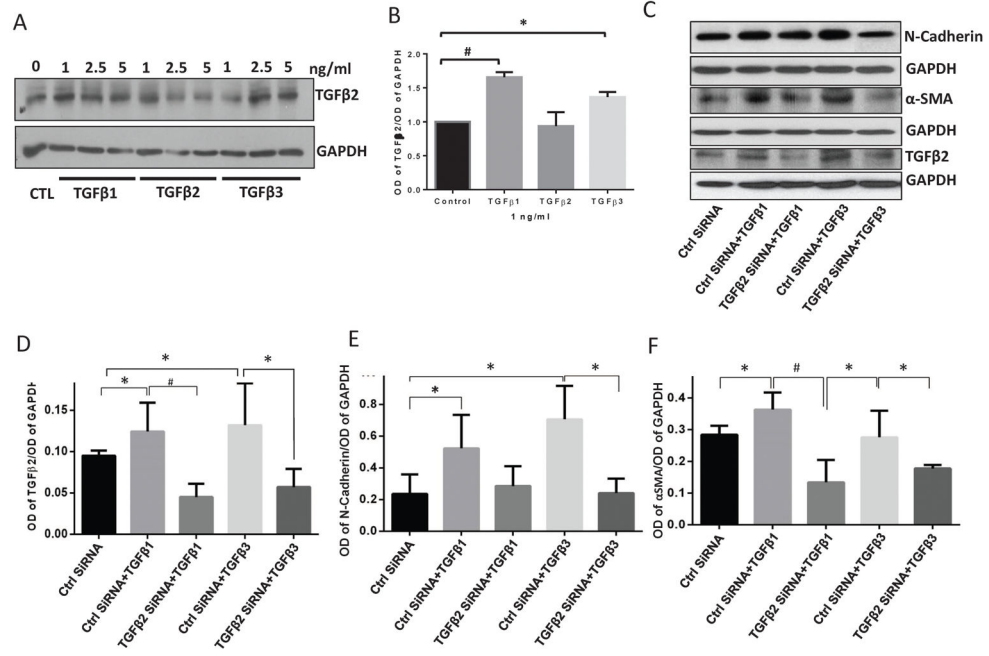 A
0 1 2.5 5 1 2.5 5 1 2.5 5 ng/ml
TGFβ2
GAPDH
CTL TGFβ1 TGFβ2 TGFβ3
B
OD of TGFβ2/OD of GAPDH
2.0
1.5
1.0
0.5
0.0
#
*
Control TGFβ1 TGFβ2 TGFβ3
1 ng/ml
C
N-Cadherin
GAPDH
α-SMA
GAPDH
TGFβ2
GAPDH
Ctrl SiRNA
Ctrl SiRNA+TGFβ1
TGFβ2 SiRNA+TGFβ1
Ctrl SiRNA+TGFβ3
TGFβ2 SiRNA+TGFβ3
D
OD of TGFβ2/OD of GAPDH
0.15
0.10
0.05
0.00
*
*
#
*
Ctrl SiRNA
Ctrl SiRNA+TGFβ1
TGFβ2 SiRNA+TGFβ1
Ctrl SiRNA+TGFβ3
TGFβ2 SiRNA+TGFβ3
E
OD of N-Cadherin/OD of GAPDH
0.8
0.6
0.4
0.2
0.0
*
*
*
Ctrl SiRNA
Ctrl SiRNA+TGFβ1
TGFβ2 SiRNA+TGFβ1
Ctrl SiRNA+TGFβ3
TGFβ2 SiRNA+TGFβ3
F
OD of αSMA/OD of GAPDH
0.4
0.3
0.2
0.1
0.0
*
#
*
*
Ctrl SiRNA
Ctrl SiRNA+TGFβ1
TGFβ2 SiRNA+TGFβ1
Ctrl SiRNA+TGFβ3
TGFβ2 SiRNA+TGFβ3